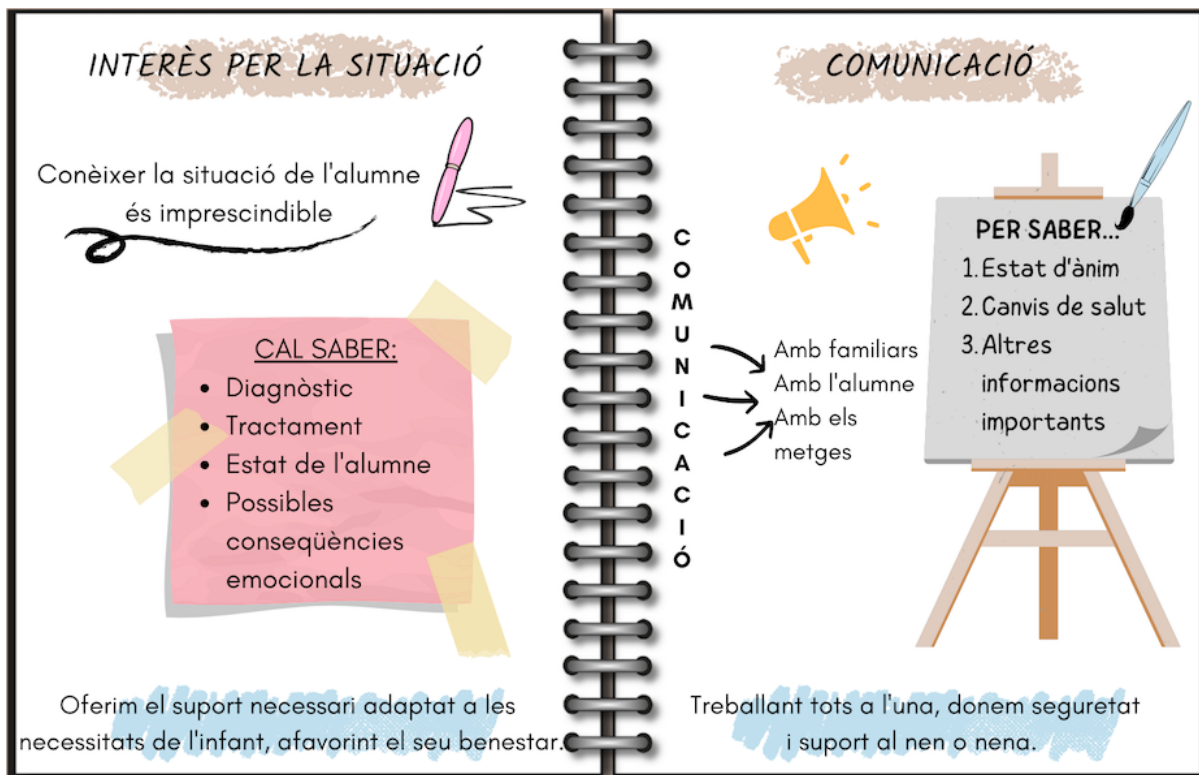 INTERÈS PER LA SITUACIÓ
Conèixer la situació de l'alumne
és imprescindible
CAL SABER:
• Diagnòstic
• Tractament
• Estat de l'alumne
• Possibles
conseqüències
emocionals
Oferim el suport necessari adaptat a les
necessitats de l'infant, afavorint el seu benestar.
COMUNICACIÓ
COMUNICACIÓ
Amb familiars
Amb l'alumne
Amb els
metges
PER SABER...
1. Estat d'ànim
2. Canvis de salut
3. Altres
informacions
importants
Treballant tots a l'una, donem seguretat
i suport al nen o nena.